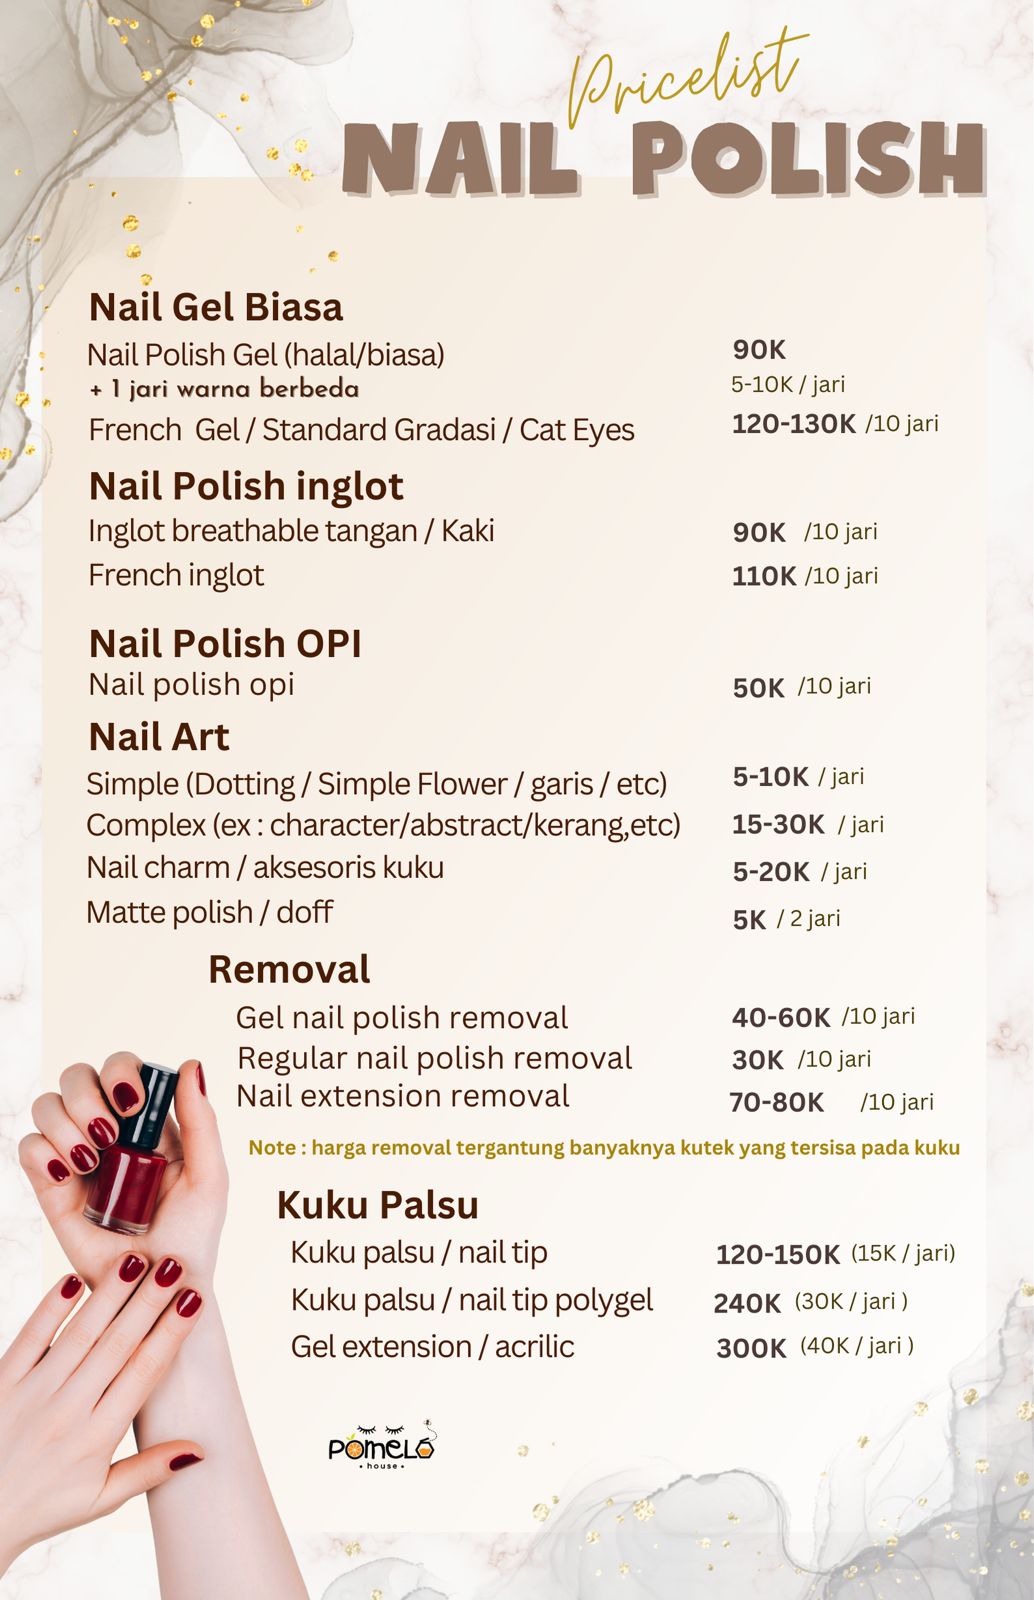 Pricelist
NAIL POLISH
Nail Gel Biasa
Nail Polish Gel (halal/biasa) 90K
+ 1 jari warna berbeda 5-10K / jari
French Gel / Standard Gradasi / Cat Eyes 120-130K /10 jari
Nail Polish inglot
Inglot breathable tangan / Kaki 90K /10 jari
French inglot 110K /10 jari
Nail Polish OPI
Nail polish opi 50K /10 jari
Nail Art
Simple (Dotting / Simple Flower / garis / etc) 5-10K / jari
Complex (ex : character/abstract/kerang,etc) 15-30K / jari
Nail charm / aksesoris kuku 5-20K / jari
Matte polish / doff 5K / 2 jari
Removal
Gel nail polish removal 40-60K /10 jari
Regular nail polish removal 30K /10 jari
Nail extension removal 70-80K /10 jari
Note : harga removal tergantung banyaknya kutek yang tersisa pada kuku
Kuku Palsu
Kuku palsu / nail tip 120-150K (15K / jari)
Kuku palsu / nail tip polygel 240K (30K / jari )
Gel extension / acrilic 300K (40K / jari )
POMELO
• house •